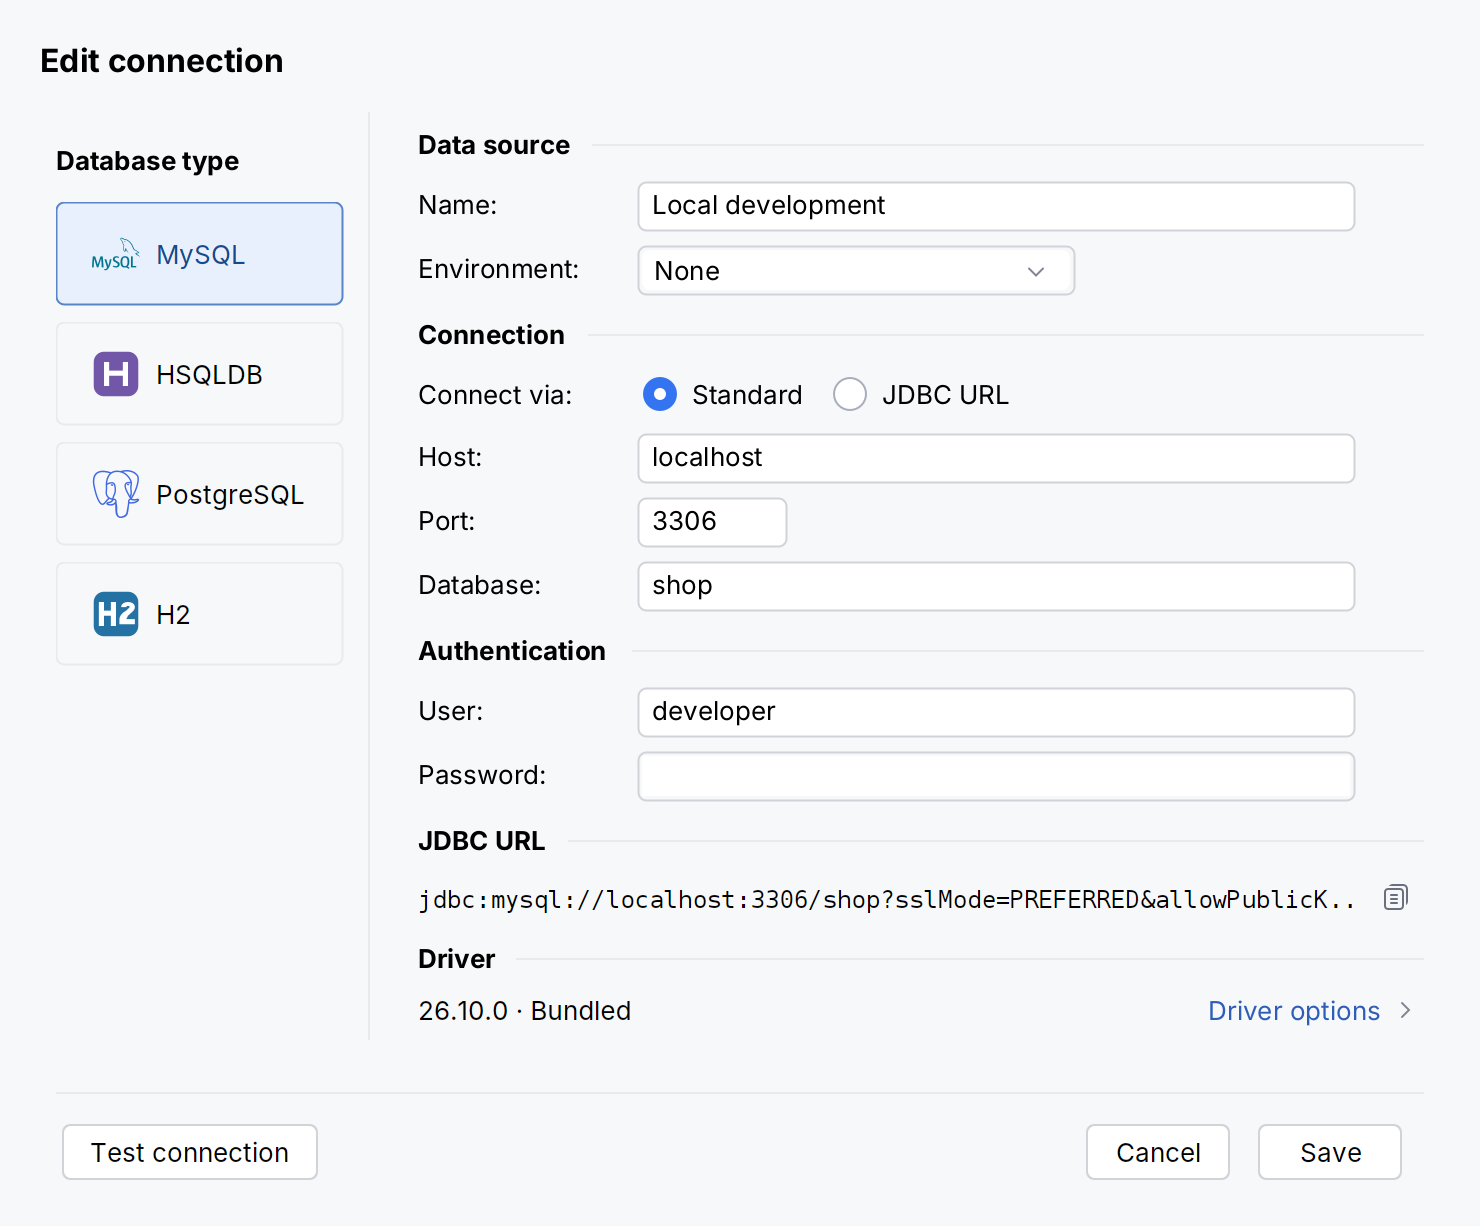 Edit connection
Database type
MySQL MySQL
H HSQLDB
PostgreSQL
H2 H2
Data source
Name: Local development
Environment: None
Connection
Connect via: Standard JDBC URL
Host: localhost
Port: 3306
Database: shop
Authentication
User: developer
Password:
JDBC URL
jdbc:mysql://localhost:3306/shop?sslMode=PREFERRED&allowPublicK..
Driver
26.10.0 · Bundled Driver options
Test connection Cancel Save